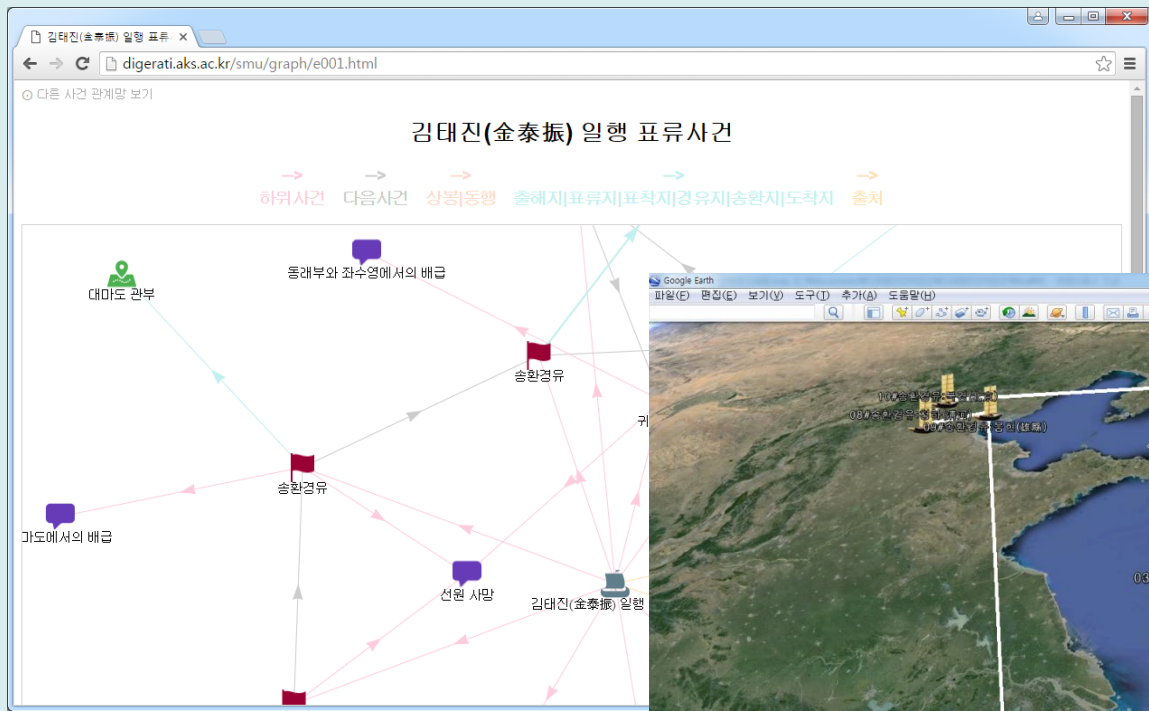 김태진(金泰振) 일행 표류
digerati.aks.ac.kr/smu/graph/e001.html
다른 사건 관계망 보기
김태진(金泰振) 일행 표류사건
하위사건 다음사건 상봉|동행 출해지|표류지|표착지|경유지|송환지|도착지 출처
동래부와 좌수영에서의 배급
대마도 관부
송환경유
귀
송환경유
마도에서의 배급
선원 사망
김태진(金泰振) 일행
Google Earth
파일(F) 편집(E) 보기(V) 도구(T) 추가(A) 도움말(H)
03